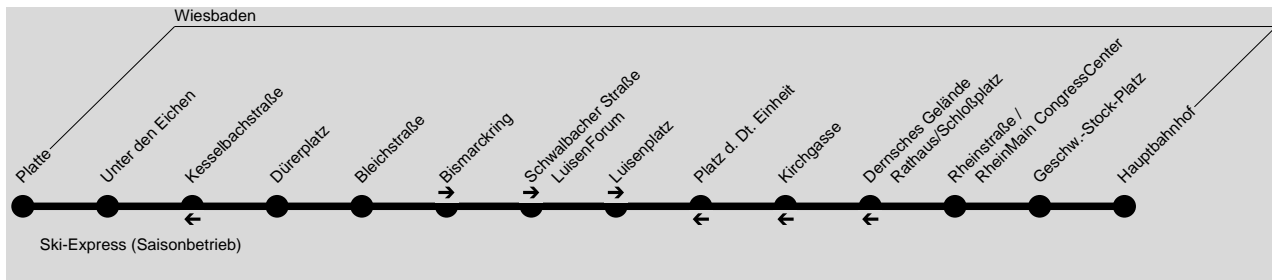 Wiesbaden
Platte
Unter den Eichen
Kesselbachstraße
Dürerplatz
Bleichstraße
Bismarckring
Schwalbacher Straße
LuisenForum
Luisenplatz
Platz d. Dt. Einheit
Kirchgasse
Dernsches Gelände
Rathaus/Schloßplatz
Rheinstraße /
RheinMain CongressCenter
Geschw.-Stock-Platz
Hauptbahnhof
Ski-Express (Saisonbetrieb)